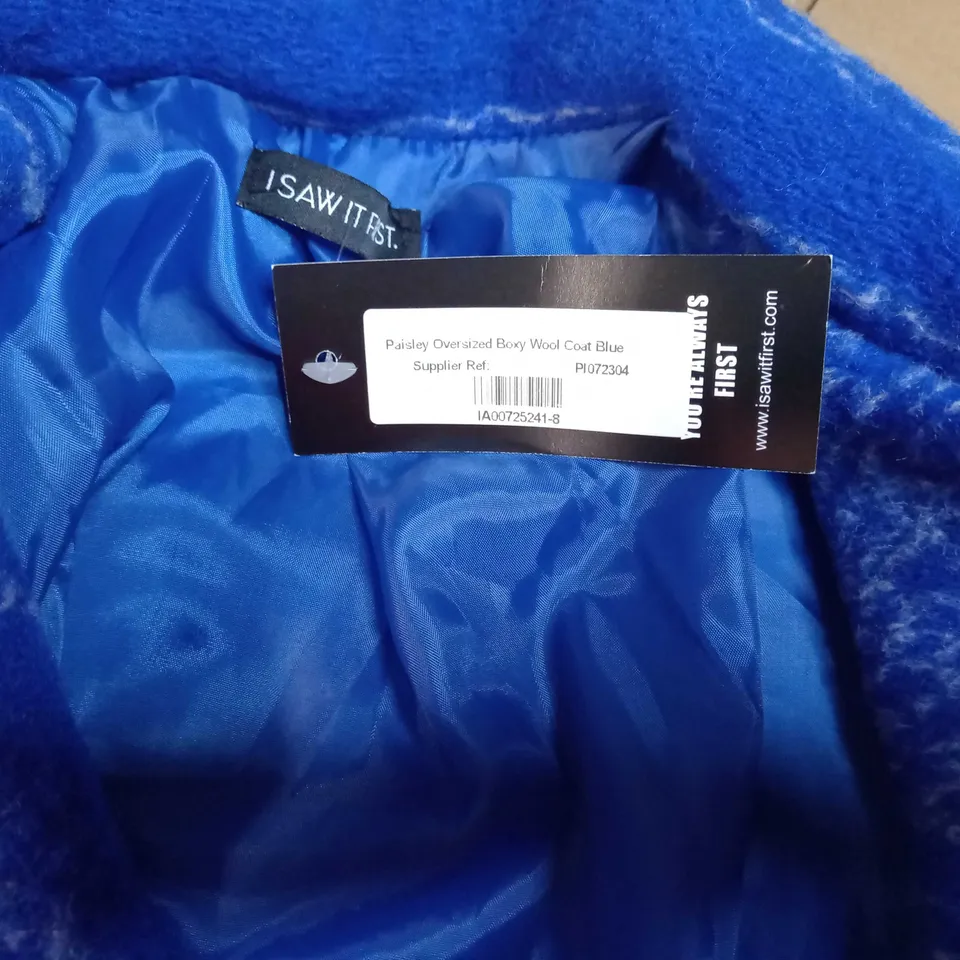 I SAW IT FIRST.
Paisley Oversized Boxy Wool Coat Blue
Supplier Ref: PI072304
IA00725241-8
YOU'RE ALWAYS
FIRST
www.isawitfirst.com